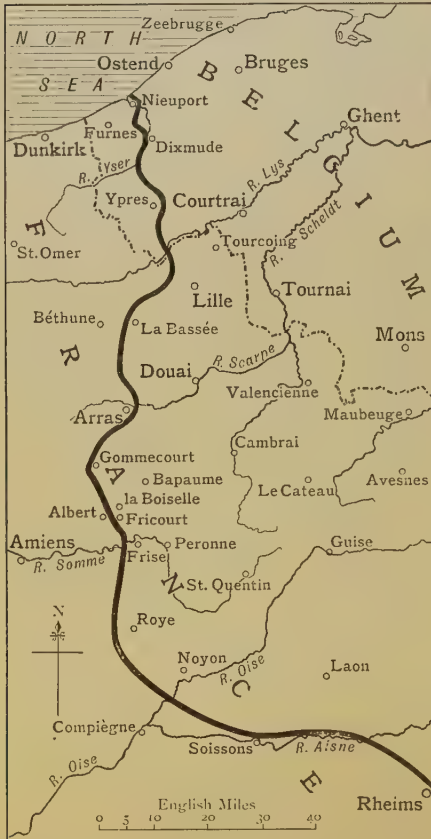 Zeebrugge
NORTH
SEA
Ostend
Bruges
BELGIUM
Nieuport
Furnes
Dunkirk
Dixmude
Ghent
R. Yser
R. Lys
Ypres
Courtrai
R. Scheldt
St. Omer
Tourcoing
FRANCE
Lille
Tournai
Béthune
La Bassée
Mons
R. Scarpe
Douai
Valencienne
Maubeuge
Arras
Cambrai
Gommecourt
Bapaume
Le Cateau
Avesnes
la Boiselle
Albert
Fricourt
Amiens
Frise
Peronne
Guise
R. Somme
St. Quentin
N
Roye
Noyon
R. Oise
Laon
Compiègne
Soissons
R. Aisne
R. Oise
English Miles
Rheims
0 5 10 20 30 40